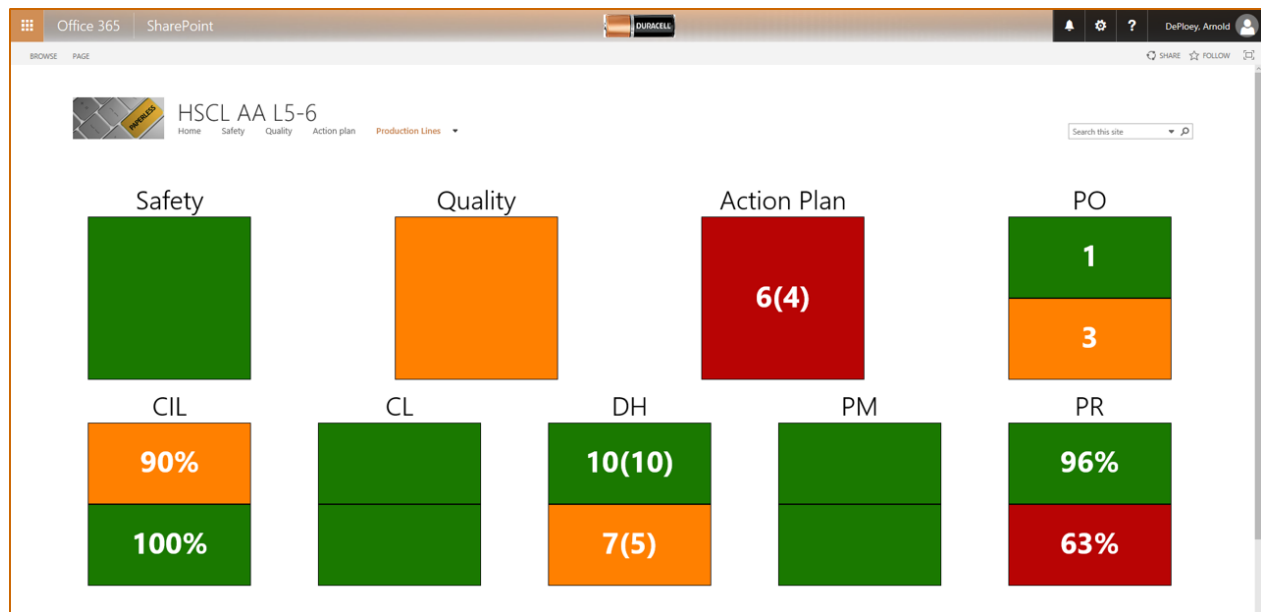 Office 365 SharePoint DURACELL ? DePloey, Arnold
BROWSE PAGE SHARE FOLLOW
PAPERLESS
HSCL AA L5-6
Home Safety Quality Action plan Production Lines
Search this site
Safety Quality Action Plan PO
1
6(4)
3
CIL CL DH PM PR
90% 10(10) 96%
100% 7(5) 63%